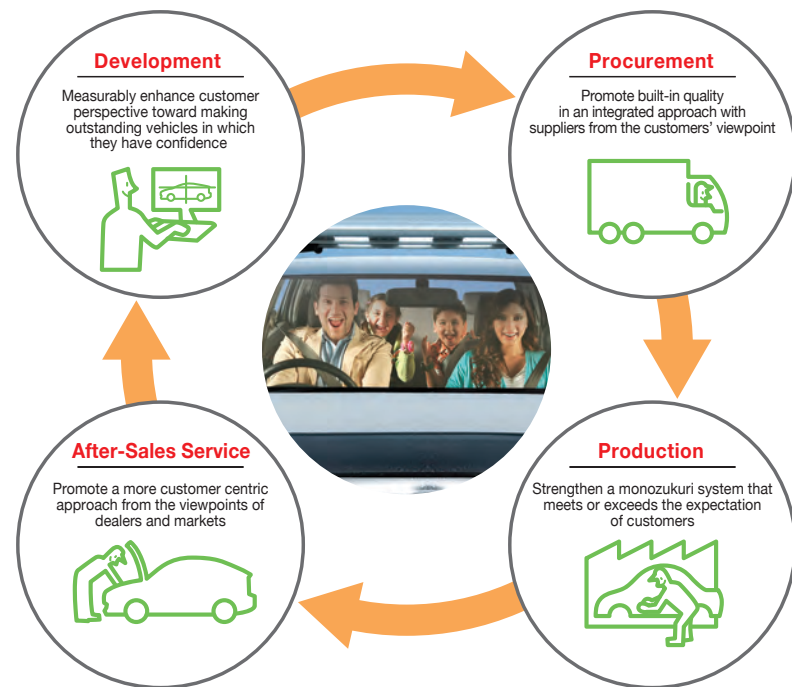 Development
Measurably enhance customer
perspective toward making
outstanding vehicles in which
they have confidence
Procurement
Promote built-in quality
in an integrated approach with
suppliers from the customers' viewpoint
After-Sales Service
Promote a more customer centric
approach from the viewpoints of
dealers and markets
Production
Strengthen a monozukuri system that
meets or exceeds the expectation
of customers